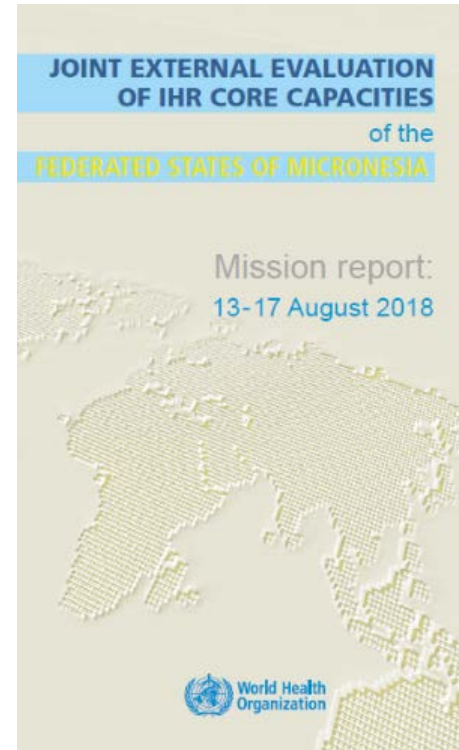 JOINT EXTERNAL EVALUATION
OF IHR CORE CAPACITIES
of the
FEDERATED STATES OF MICRONESIA
Mission report:
13-17 August 2018
World Health
Organization